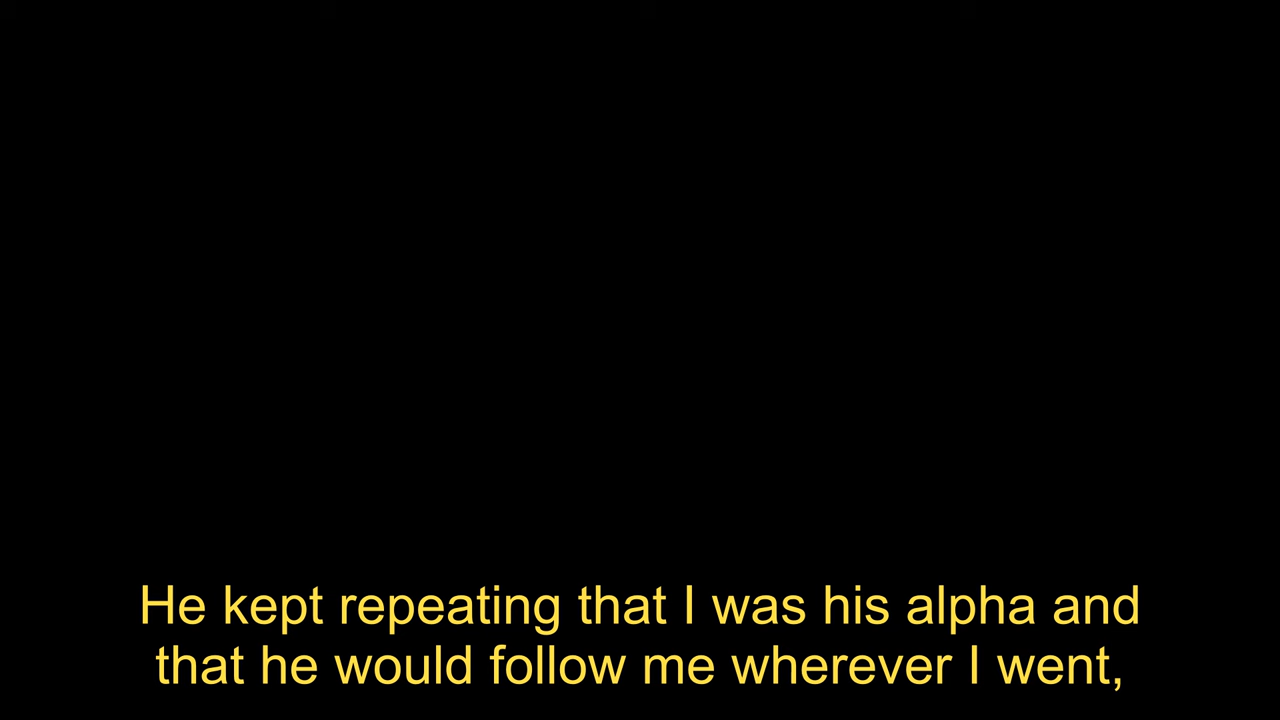 He kept repeating that I was his alpha and
that he would follow me wherever I went,